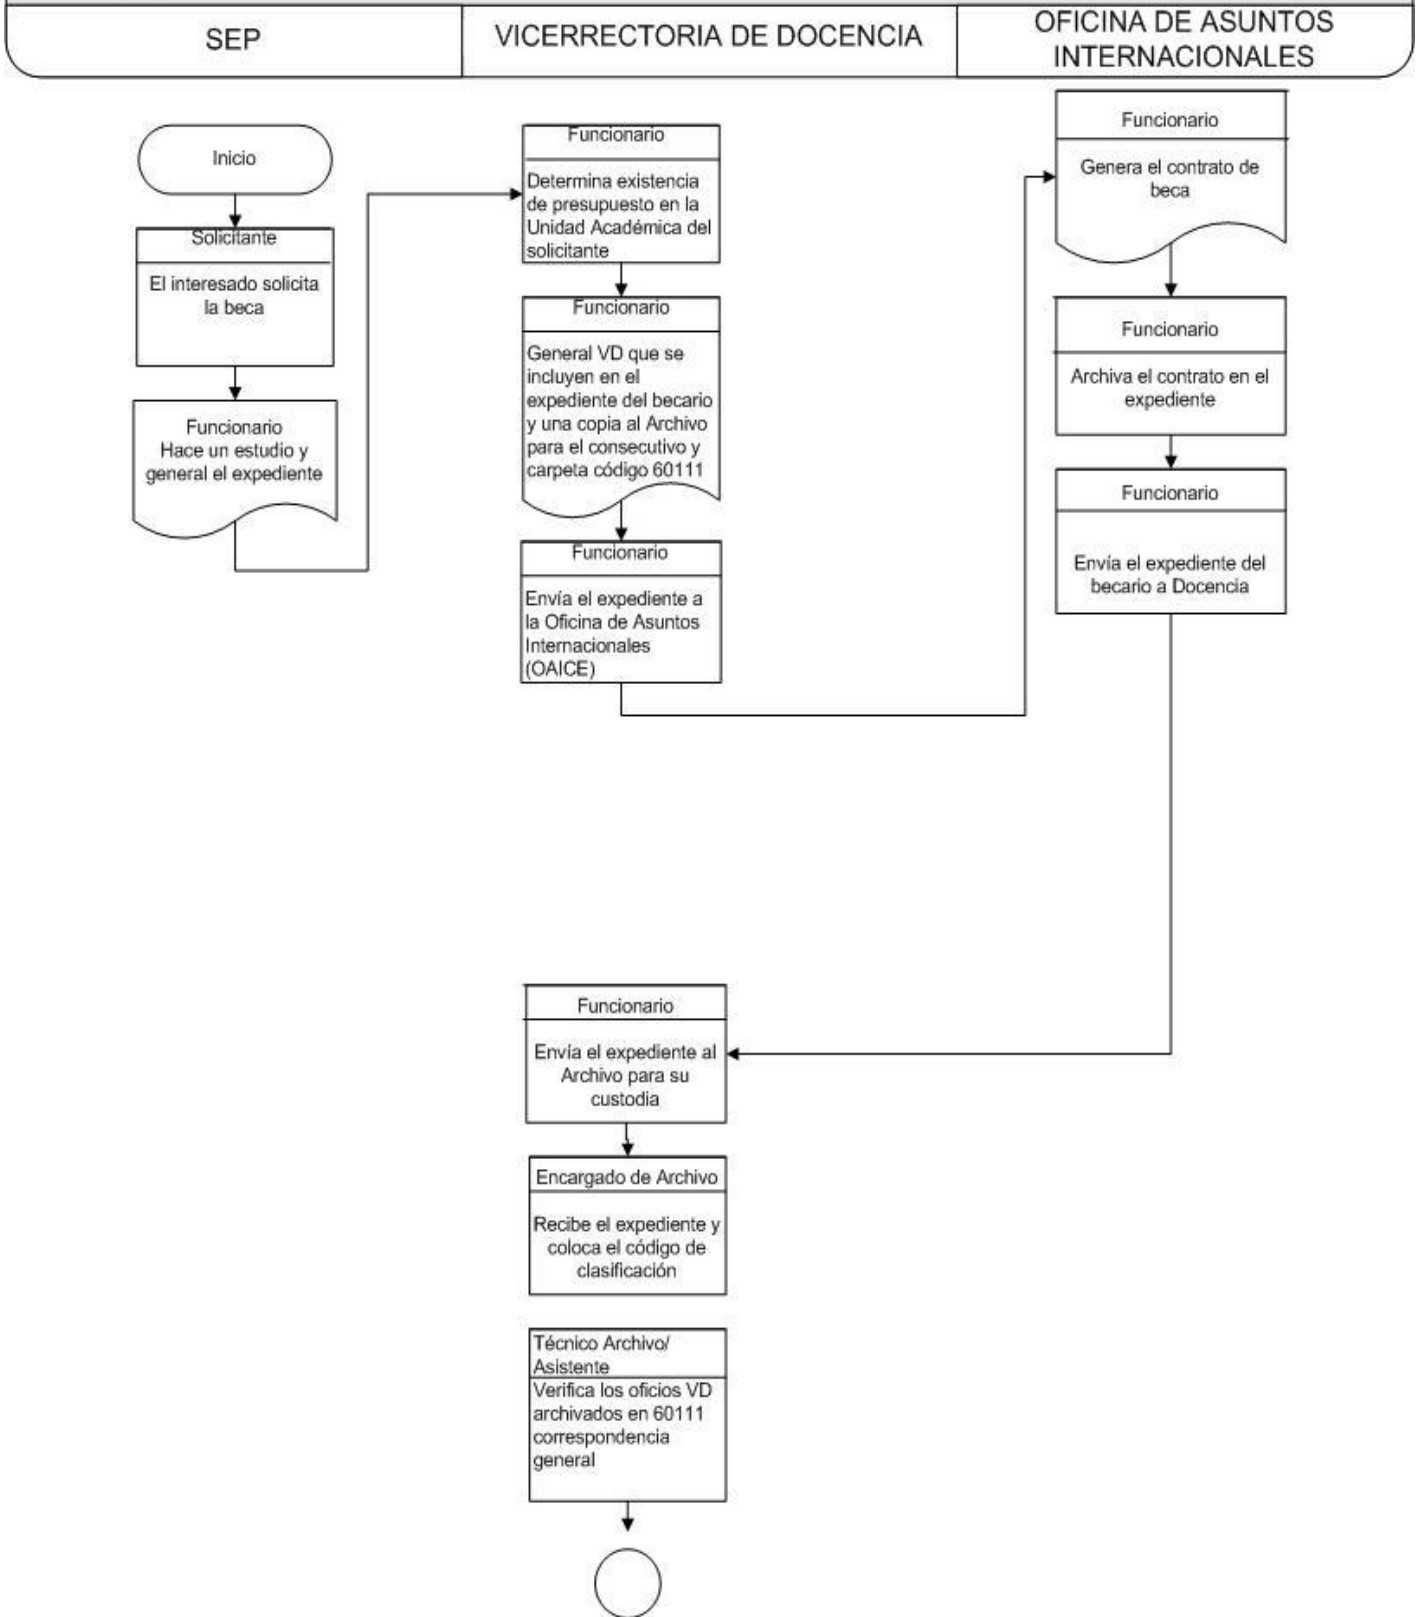 SEP
VICERRECTORIA DE DOCENCIA
OFICINA DE ASUNTOS
INTERNACIONALES
Inicio
Solicitante
El interesado solicita
la beca
Funcionario
Hace un estudio y
general el expediente
Funcionario
Determina existencia
de presupuesto en la
Unidad Académica del
solicitante
Funcionario
General VD que se
incluyen en el
expediente del becario
y una copia al Archivo
para el consecutivo y
carpeta código 60111
Funcionario
Envía el expediente a
la Oficina de Asuntos
Internacionales
(OAICE)
Funcionario
Genera el contrato de
beca
Funcionario
Archiva el contrato en el
expediente
Funcionario
Envía el expediente del
becario a Docencia
Funcionario
Envía el expediente al
Archivo para su
custodia
Encargado de Archivo
Recibe el expediente y
coloca el código de
clasificación
Técnico Archivo/
Asistente
Verifica los oficios VD
archivados en 60111
correspondencia
general